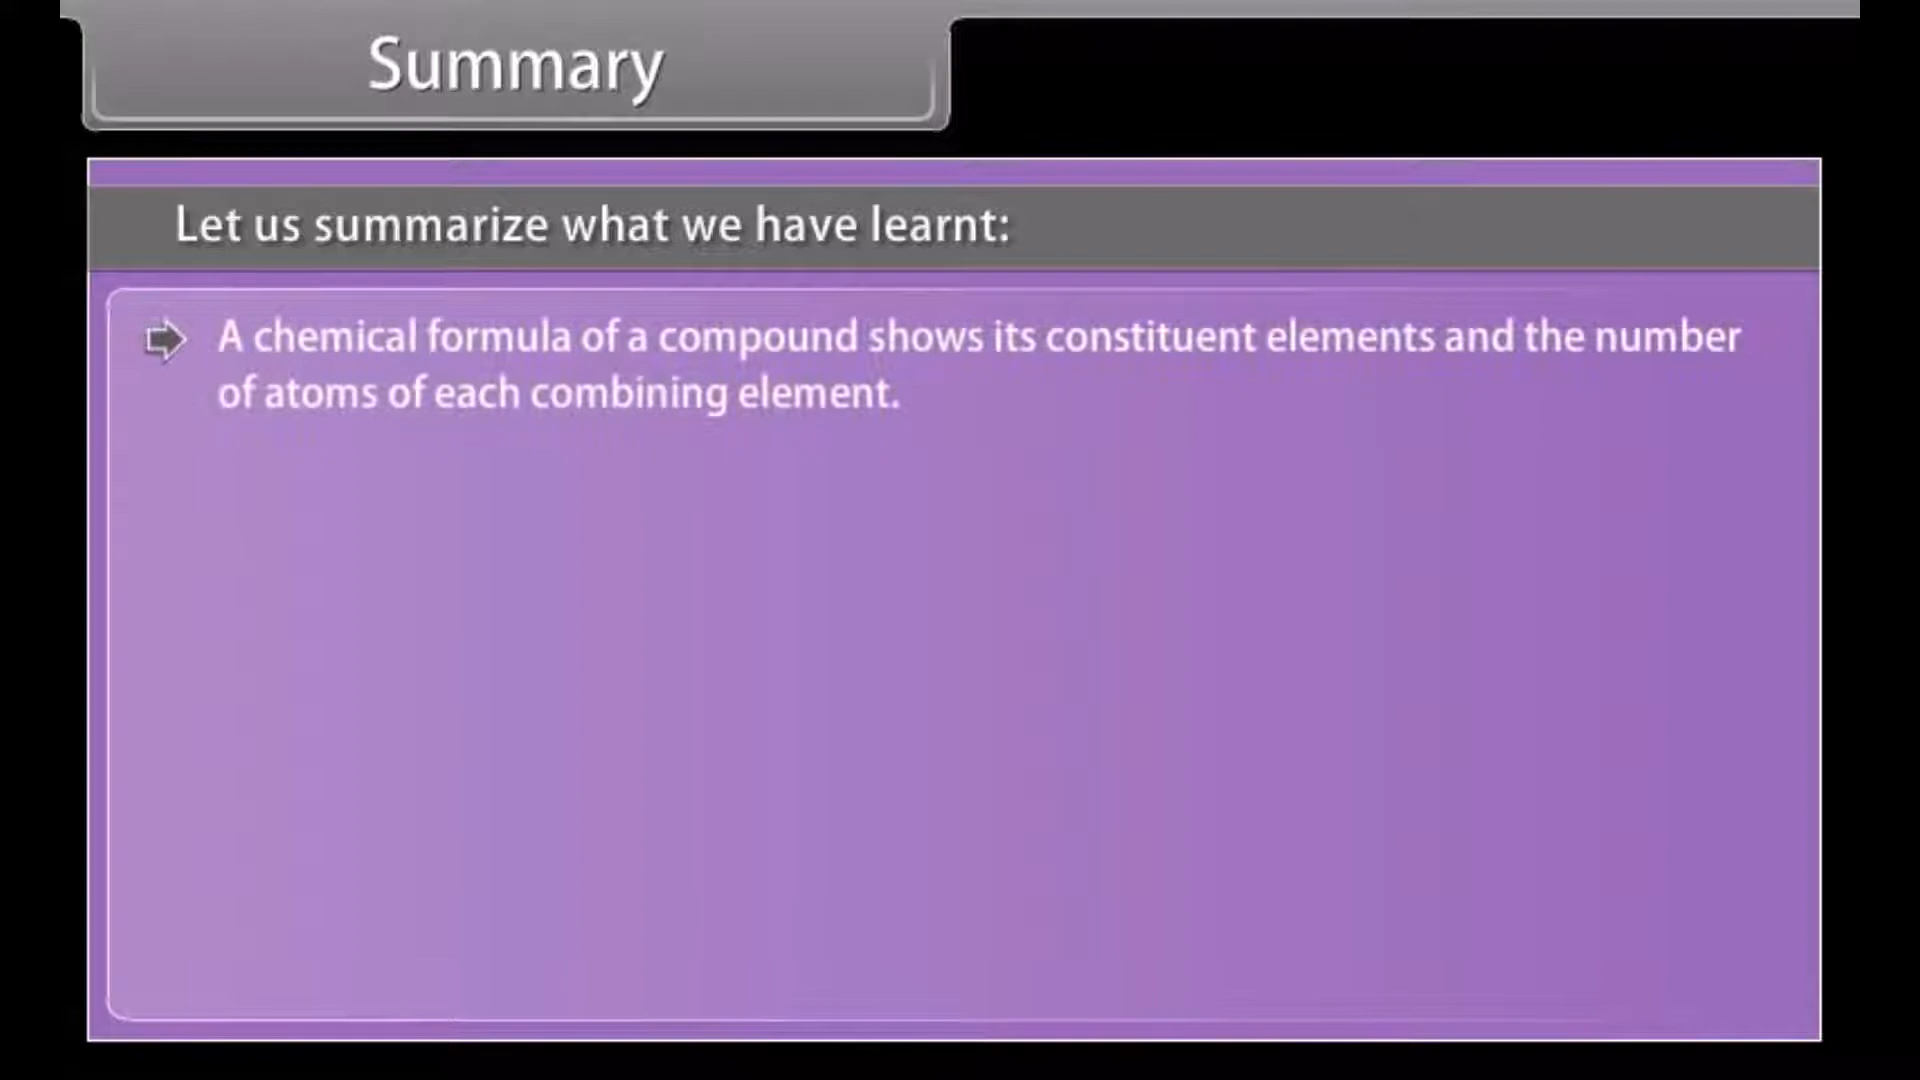 Summary
Let us summarize what we have learnt:
A chemical formula of a compound shows its constituent elements and the number
of atoms of each combining element.